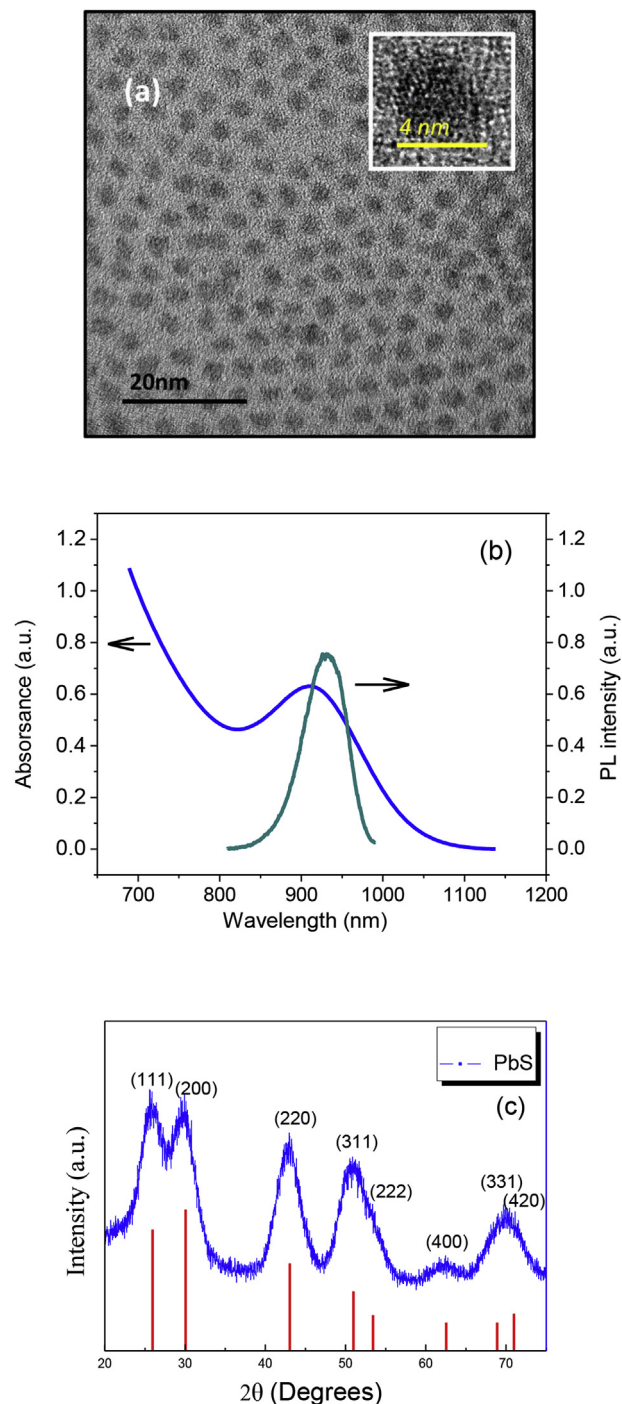 (a)
4 nm
20nm
(b)
Absorsance (a.u.)
1.2
1.0
0.8
0.6
0.4
0.2
0.0
1.2
1.0
0.8
0.6
0.4
0.2
0.0
PL intensity (a.u.)
700 800 900 1000 1100 1200
Wavelength (nm)
PbS
(c)
(111) (200) (220) (311) (222) (400) (331) (420)
Intensity (a.u.)
20 30 40 50 60 70
2θ (Degrees)